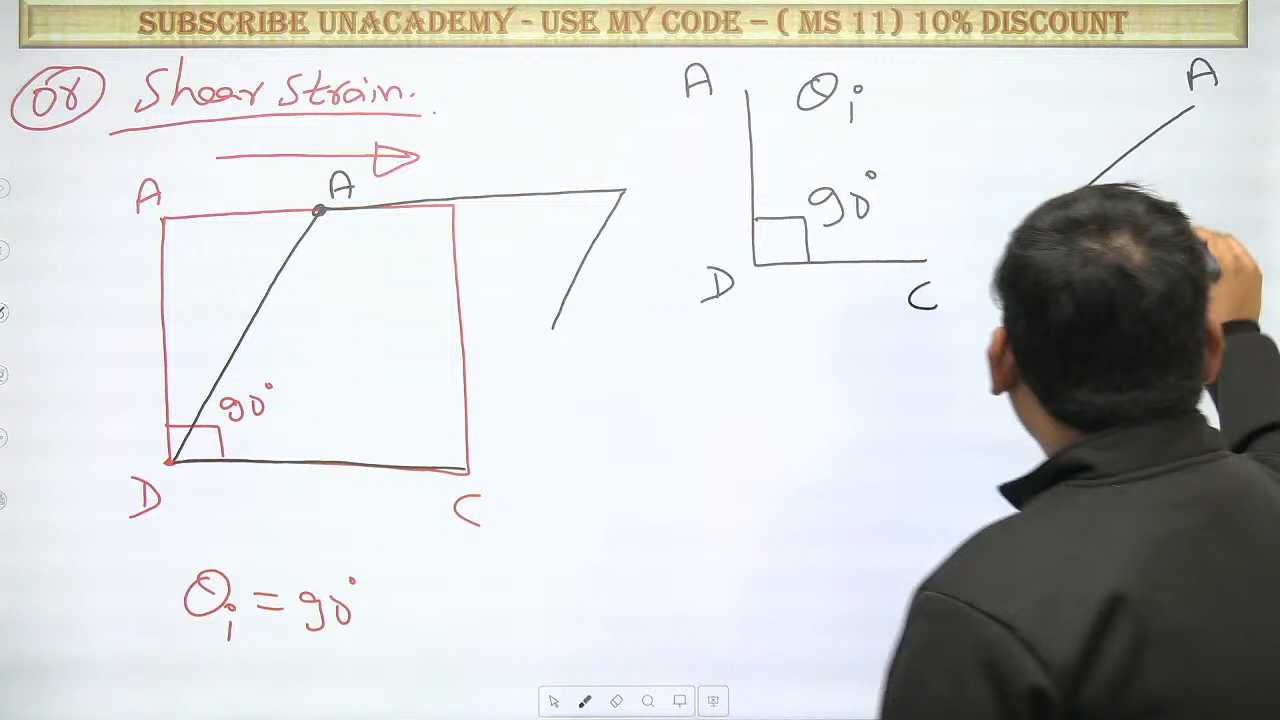 SUBSCRIBE UNACADEMY - USE MY CODE – ( MS 11) 10% DISCOUNT
or Shear Strain.
A A
90°
D C
θi = 90°
A θi
90°
D C
A